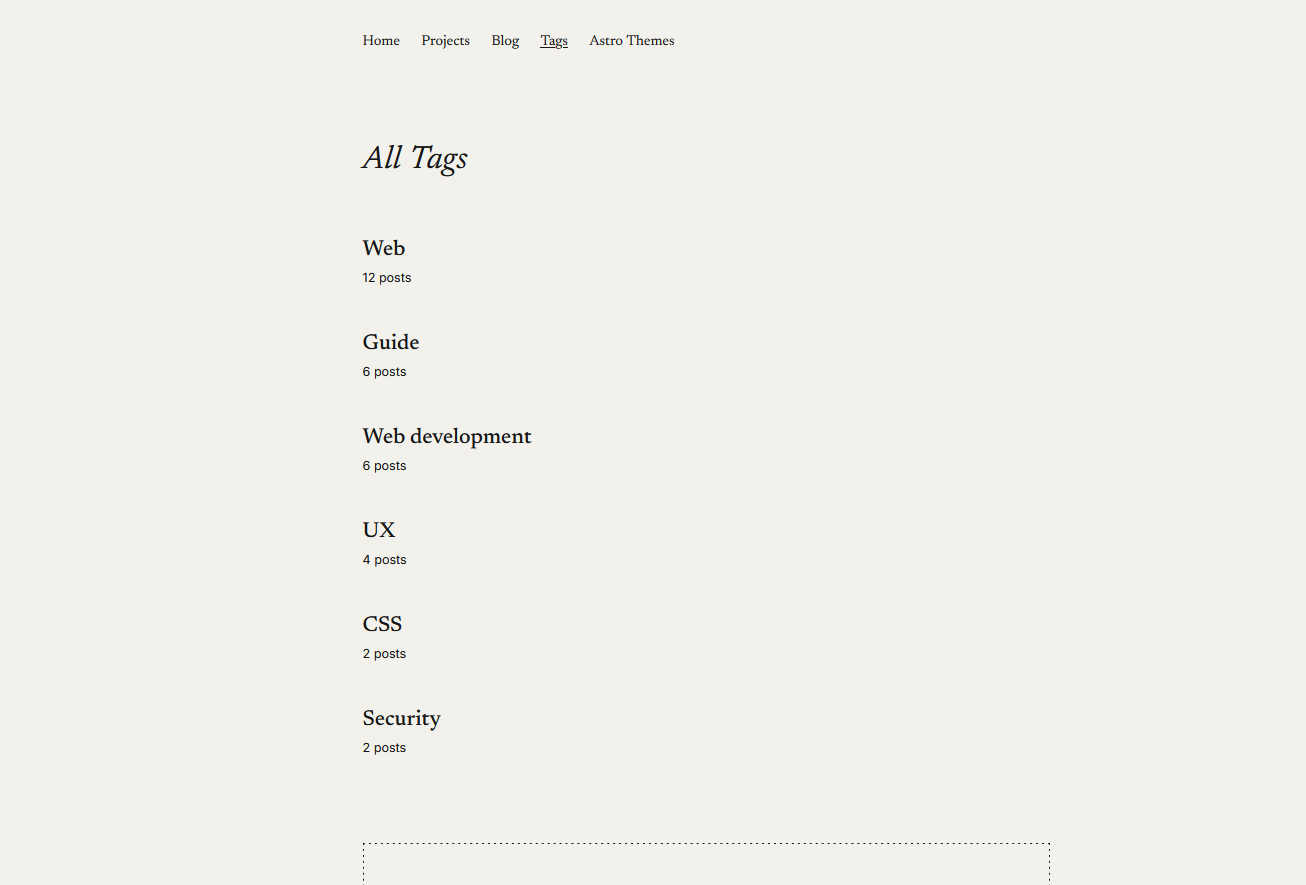 Home Projects Blog Tags Astro Themes
All Tags
Web
12 posts
Guide
6 posts
Web development
6 posts
UX
4 posts
CSS
2 posts
Security
2 posts